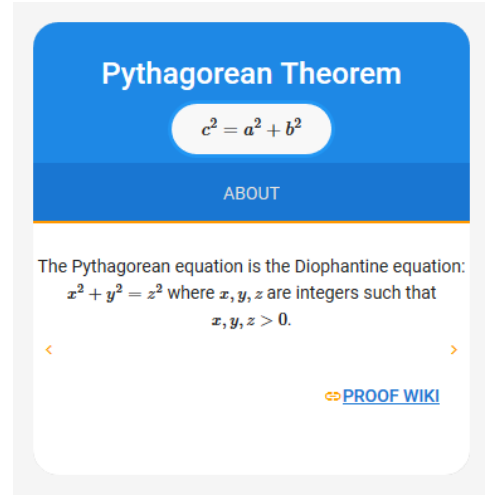 Pythagorean Theorem
c² = a² + b²
ABOUT
The Pythagorean equation is the Diophantine equation:
x² + y² = z² where x, y, z are integers such that
x, y, z > 0.
PROOF WIKI